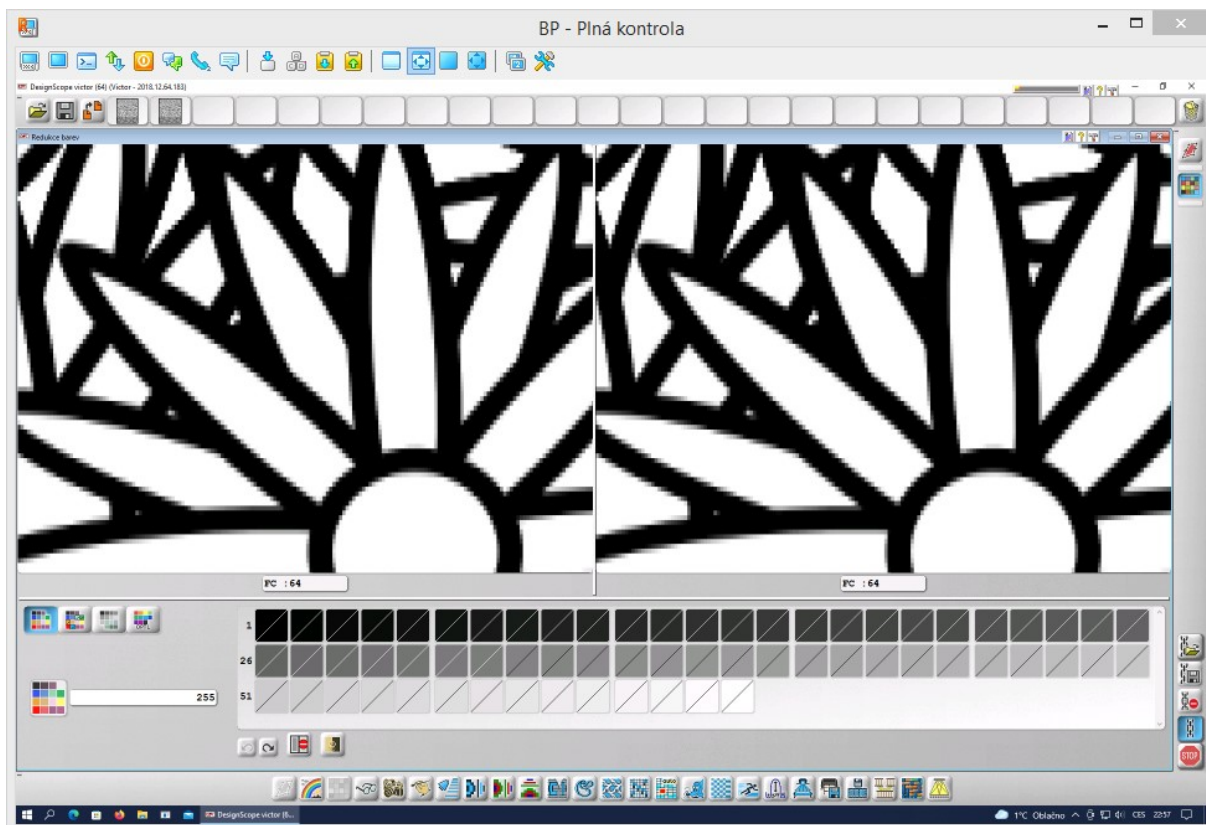 BP - Plná kontrola
DesignScope victor (64) (Victor - 2018.12.64.183)
Redukce barev
FC :64
FC :64
1
26
255
51
STOP
DesignScope victor (6...
1°C Oblačno
CES
22:57